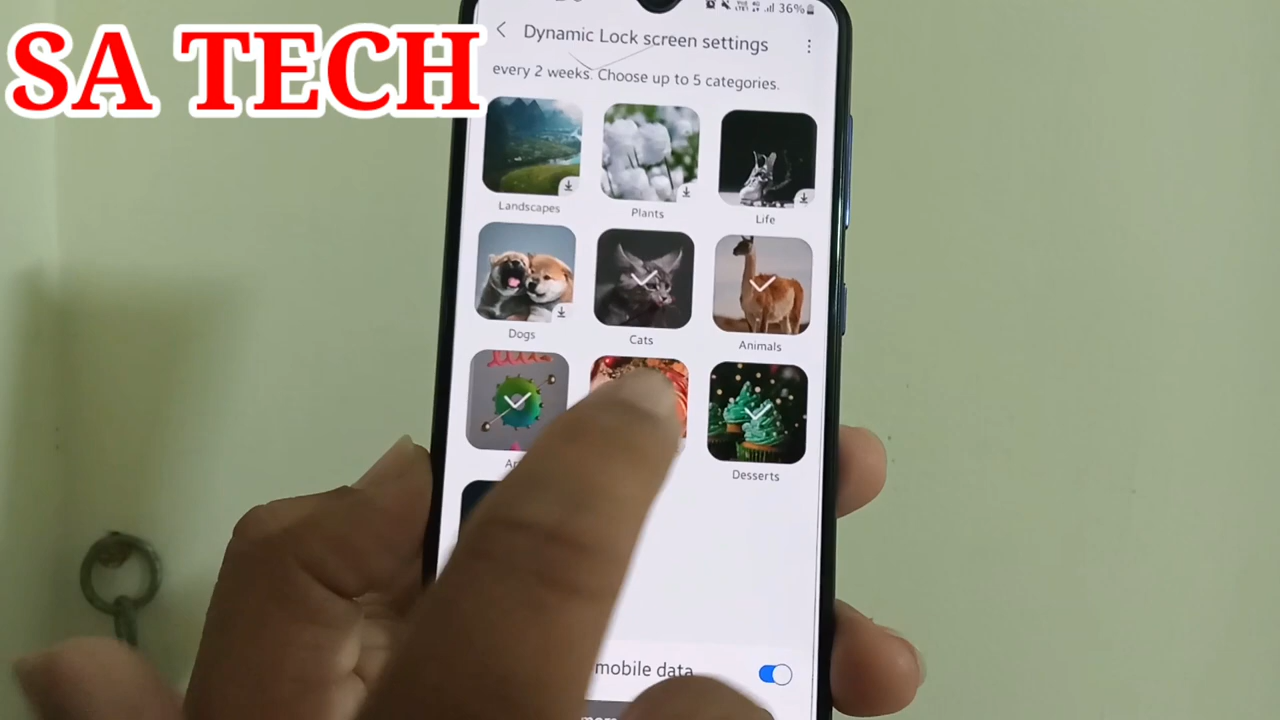 SA TECH
36%
Dynamic Lock screen settings
every 2 weeks. Choose up to 5 categories.
Landscapes
Plants
Life
Dogs
Cats
Animals
Desserts
mobile data